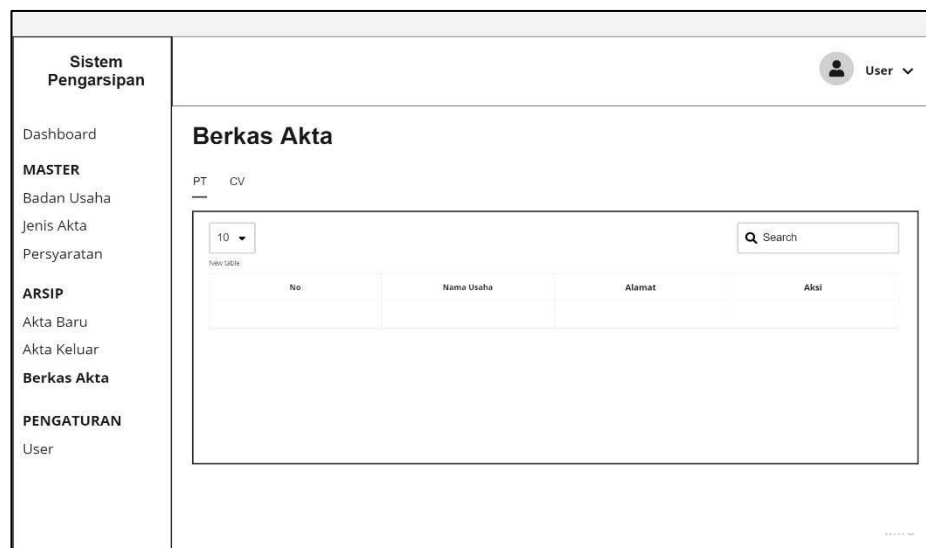 Sistem
Pengarsipan
User
Dashboard
MASTER
Badan Usaha
Jenis Akta
Persyaratan
ARSIP
Akta Baru
Akta Keluar
Berkas Akta
PENGATURAN
User
Berkas Akta
PT CV
10 Search
New table
No Nama Usaha Alamat Aksi